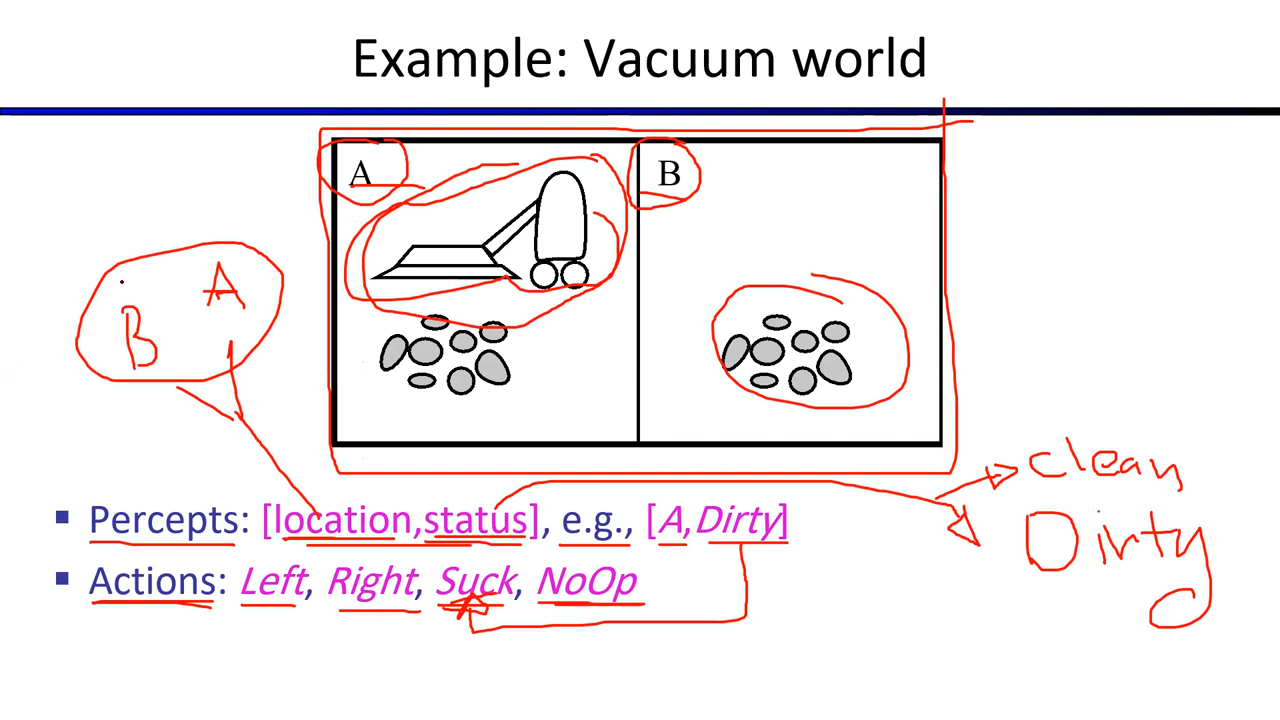 Example: Vacuum world
A
B
A
B
clean
Dirty
▪ Percepts: [location,status], e.g., [A,Dirty]
▪ Actions: Left, Right, Suck, NoOp